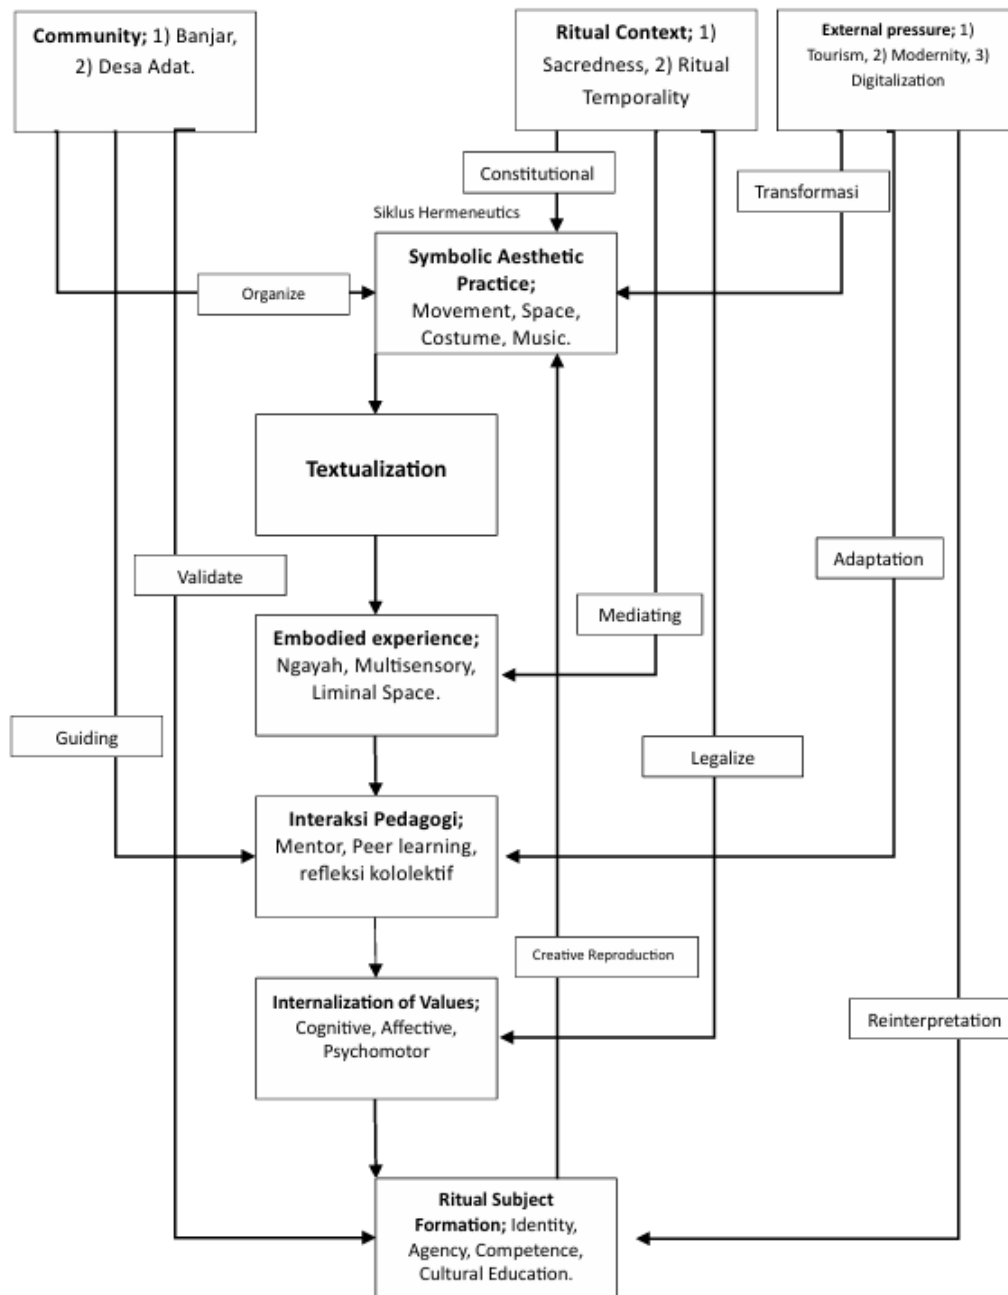 Community; 1) Banjar,
2) Desa Adat.
Ritual Context; 1)
Sacredness, 2) Ritual
Temporality
External pressure; 1)
Tourism, 2) Modernity, 3)
Digitalization
Constitutional
Transformasi
Siklus Hermeneutics
Symbolic Aesthetic
Practice;
Movement, Space,
Costume, Music.
Organize
Textualization
Validate
Adaptation
Mediating
Embodied experience;
Ngayah, Multisensory,
Liminal Space.
Guiding
Legalize
Interaksi Pedagogi;
Mentor, Peer learning,
refleksi kololektif
Creative Reproduction
Internalization of Values;
Cognitive, Affective,
Psychomotor
Reinterpretation
Ritual Subject
Formation; Identity,
Agency, Competence,
Cultural Education.